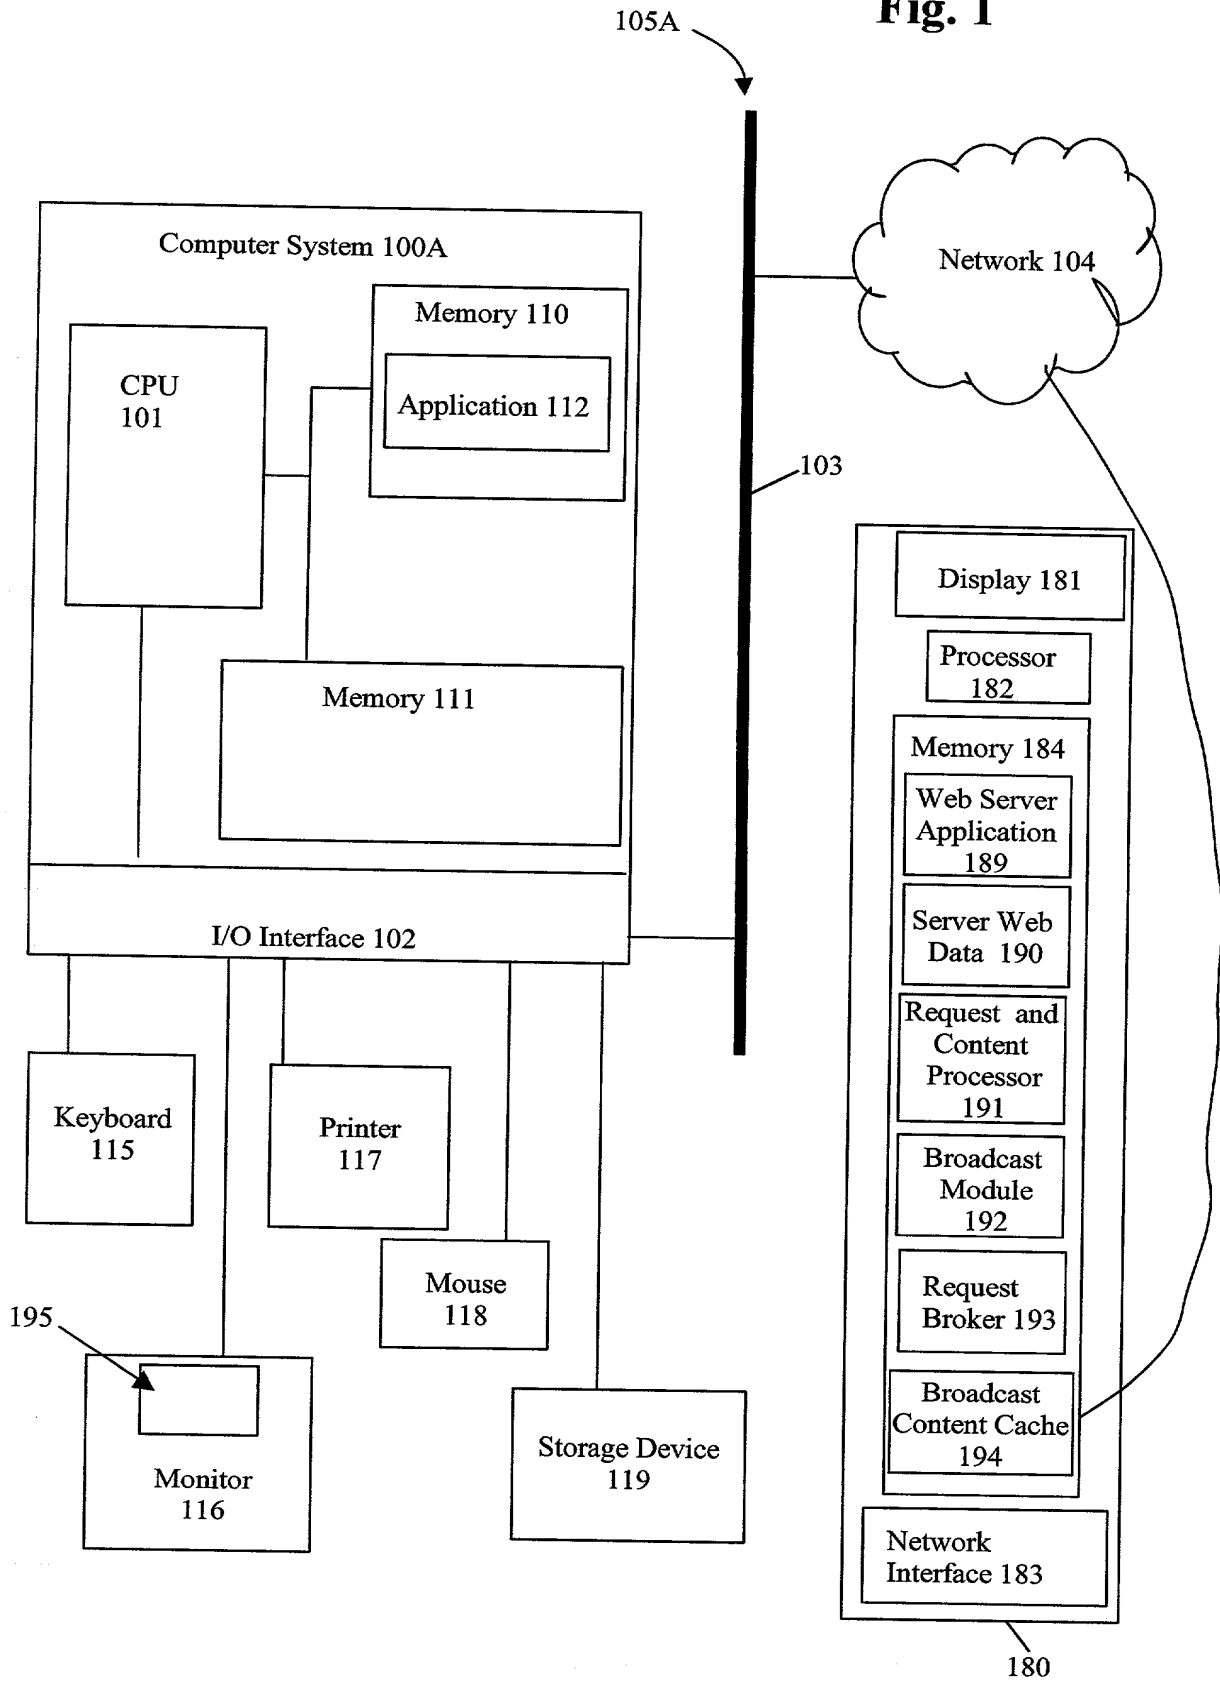 Fig. 1
105A
Computer System 100A
Network 104
Memory 110
CPU
101
Application 112
103
Display 181
Processor
182
Memory 111
Memory 184
Web Server
Application
189
Server Web
Data 190
I/O Interface 102
Request and
Content
Processor
191
Keyboard
115
Printer
117
Broadcast
Module
192
Mouse
118
Request
Broker 193
195
Broadcast
Content Cache
194
Storage Device
119
Monitor
116
Network
Interface 183
180